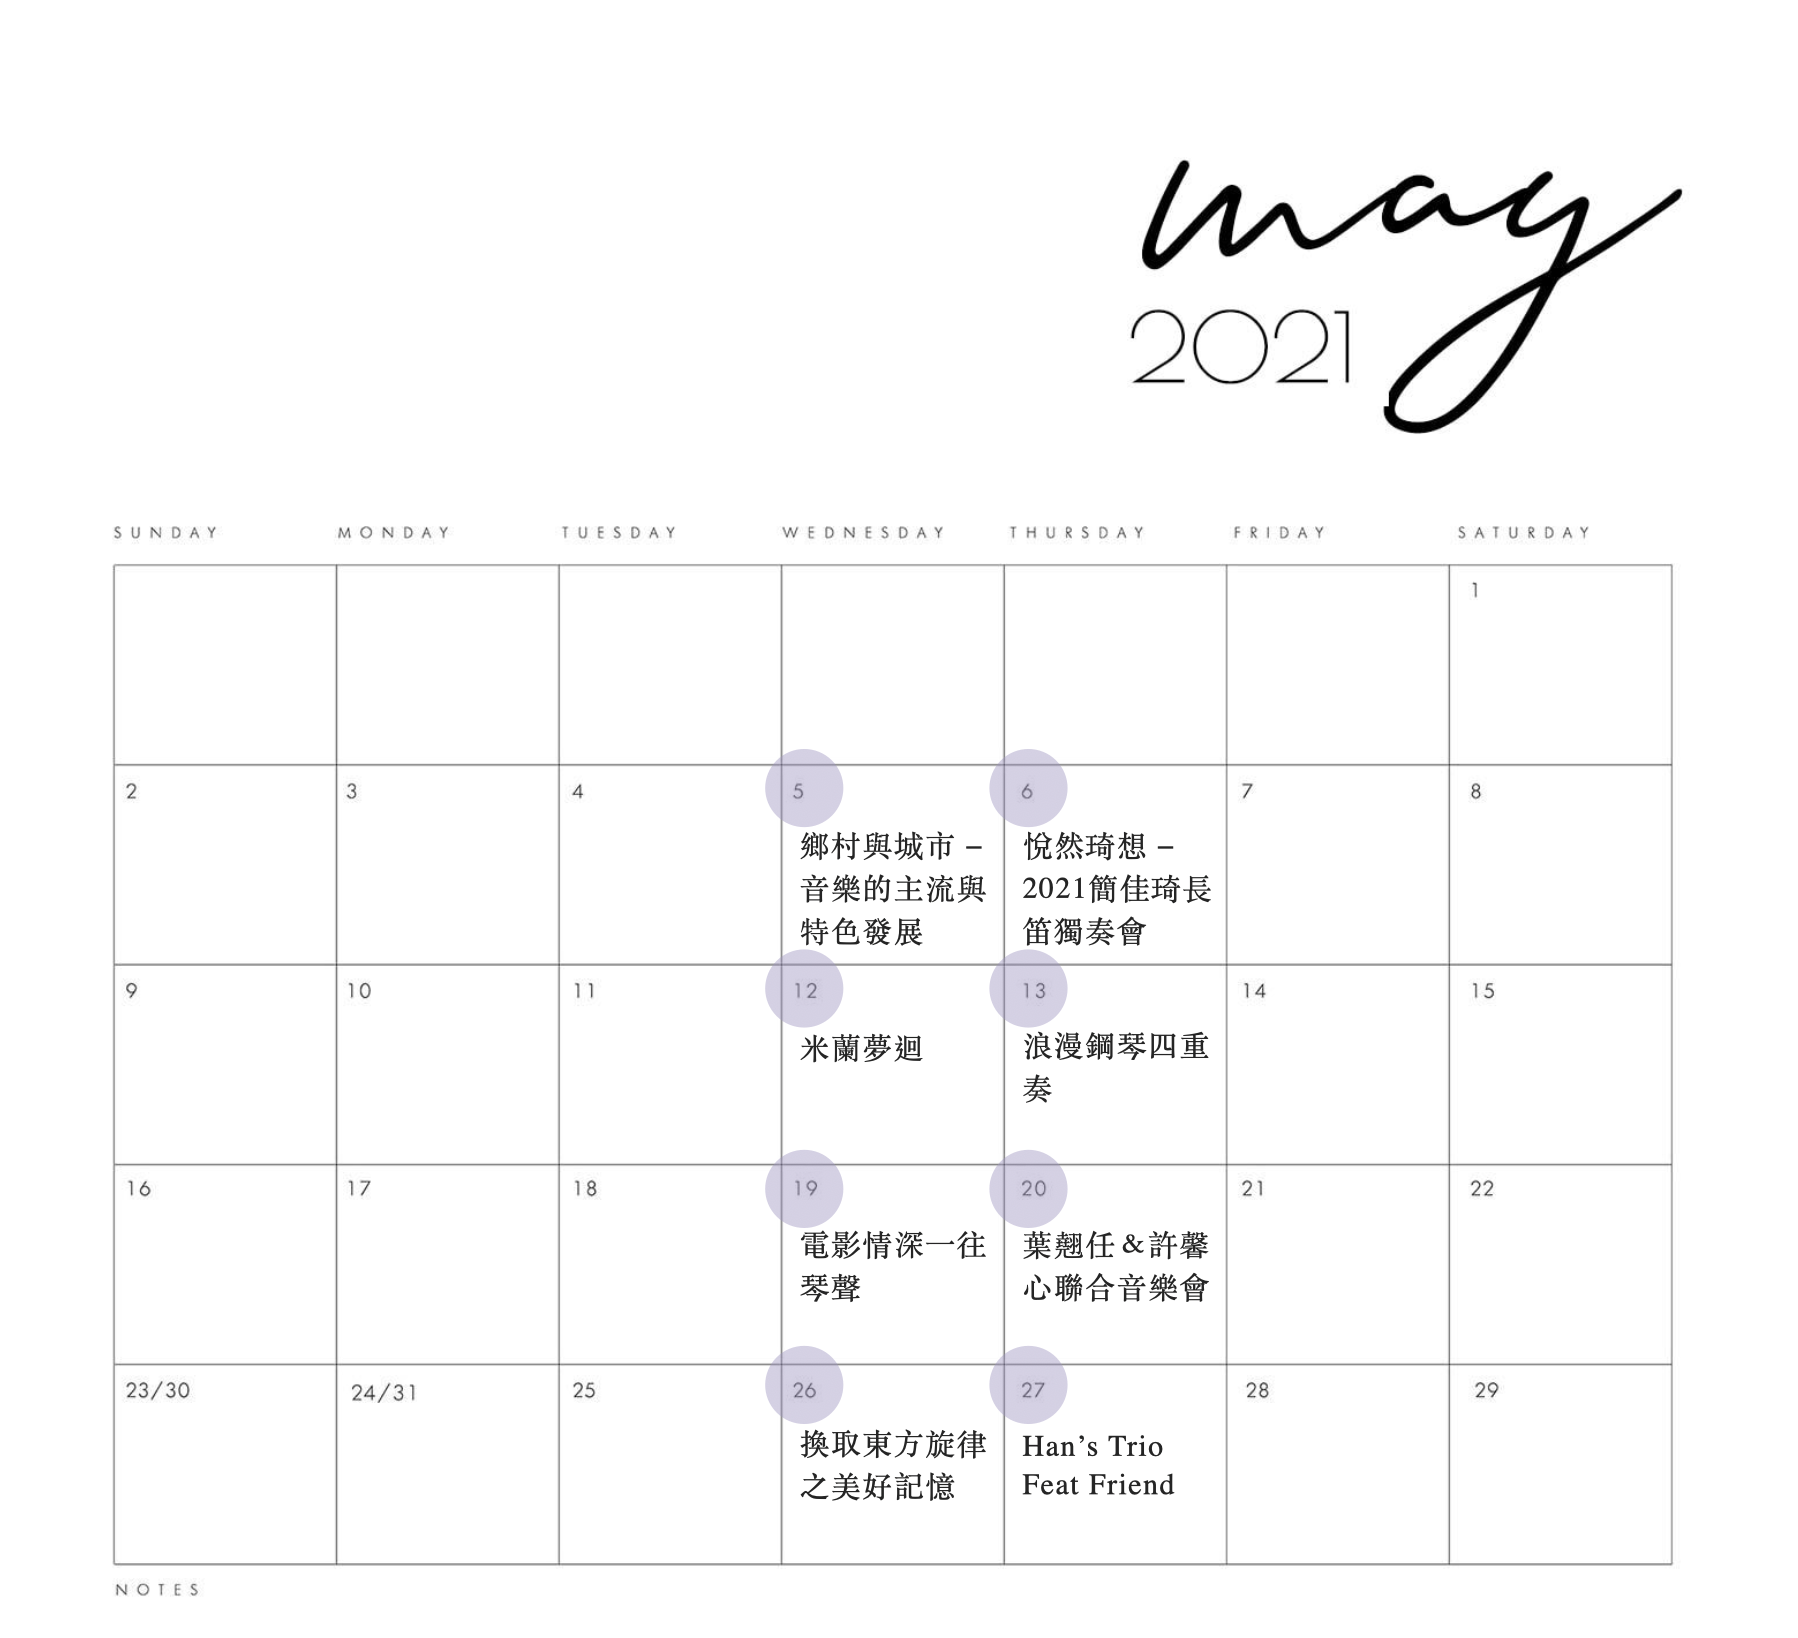 may
2021
SUNDAY MONDAY TUESDAY WEDNESDAY THURSDAY FRIDAY SATURDAY
1
2 3 4 5 6 7 8
鄉村與城市 –
音樂的主流與
特色發展
悅然琦想 –
2021簡佳琦長
笛獨奏會
9 10 11 12 13 14 15
米蘭夢迴
浪漫鋼琴四重
奏
16 17 18 19 20 21 22
電影情深一往
琴聲
葉翹任＆許馨
心聯合音樂會
23/30 24/31 25 26 27 28 29
換取東方旋律
之美好記憶
Han’s Trio
Feat Friend
NOTES